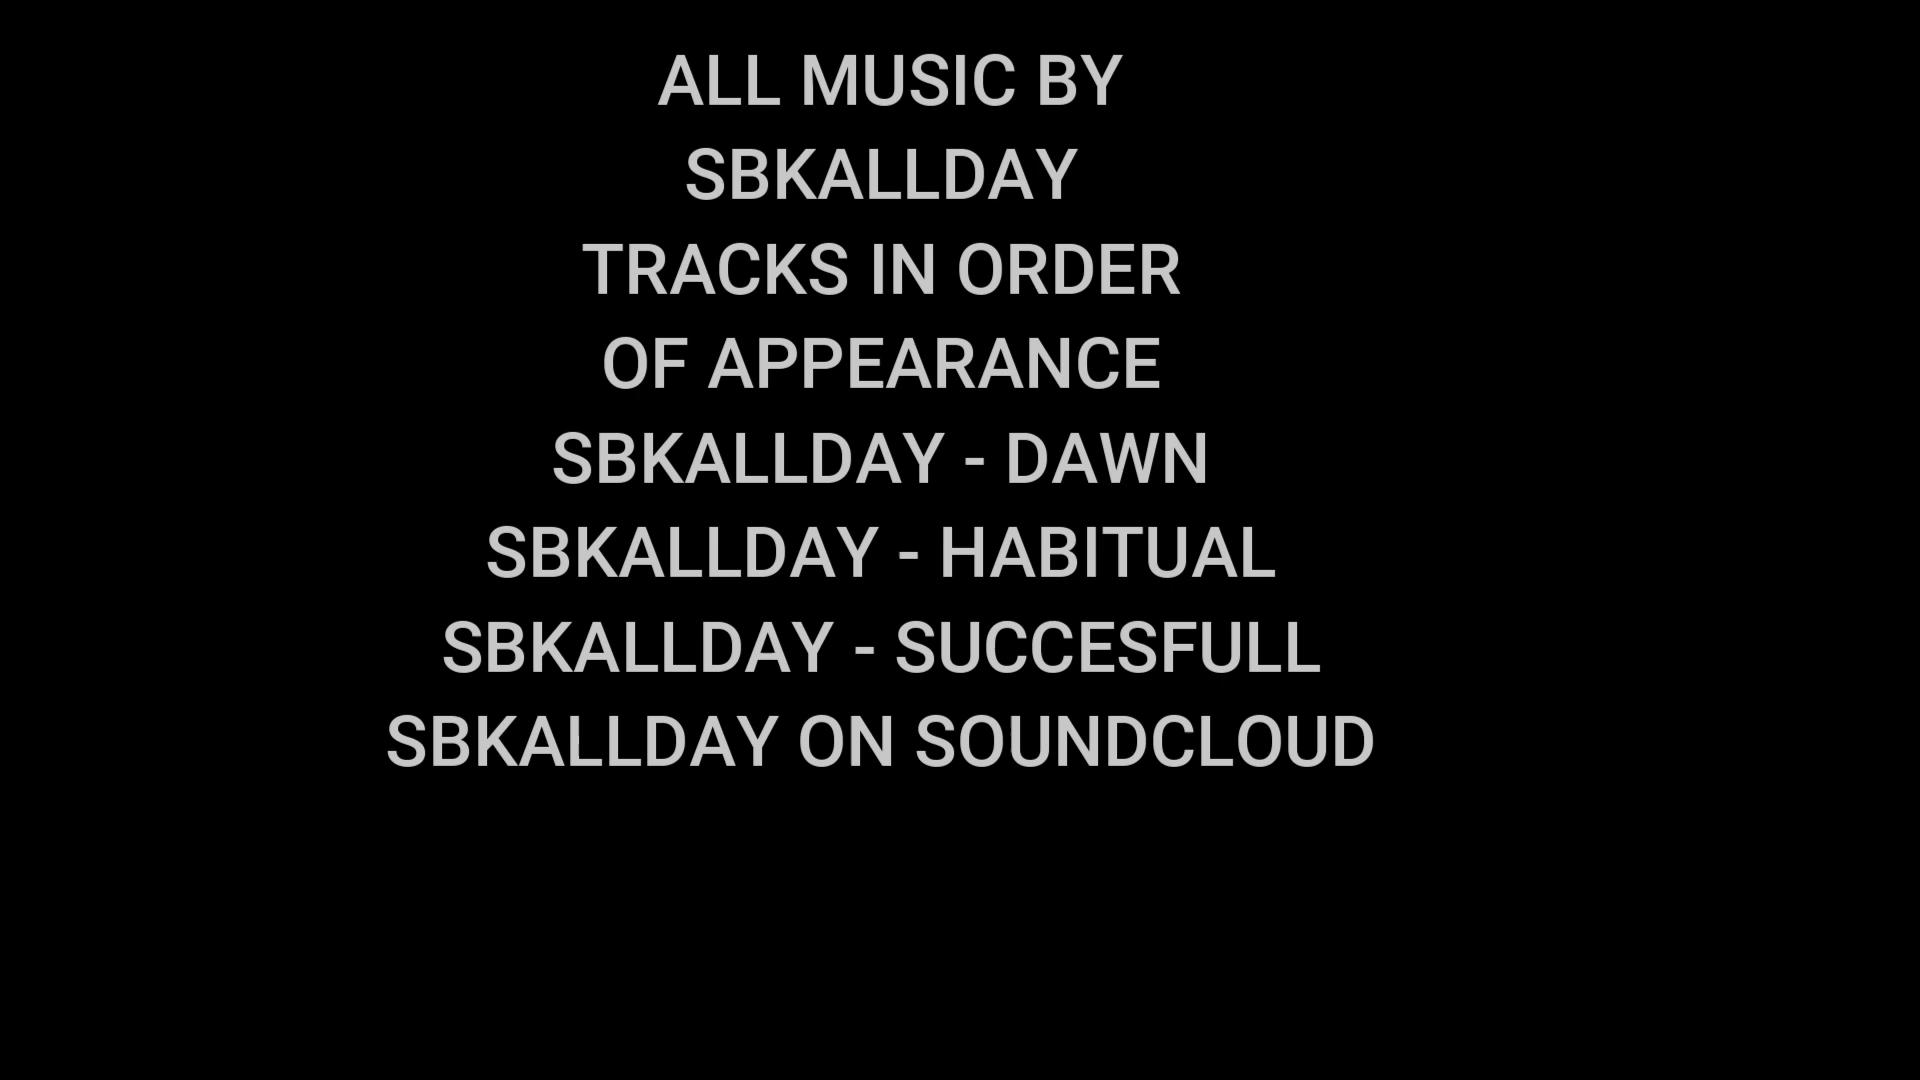 ALL MUSIC BY
SBKALLDAY
TRACKS IN ORDER
OF APPEARANCE
SBKALLDAY - DAWN
SBKALLDAY - HABITUAL
SBKALLDAY - SUCCESFULL
SBKALLDAY ON SOUNDCLOUD